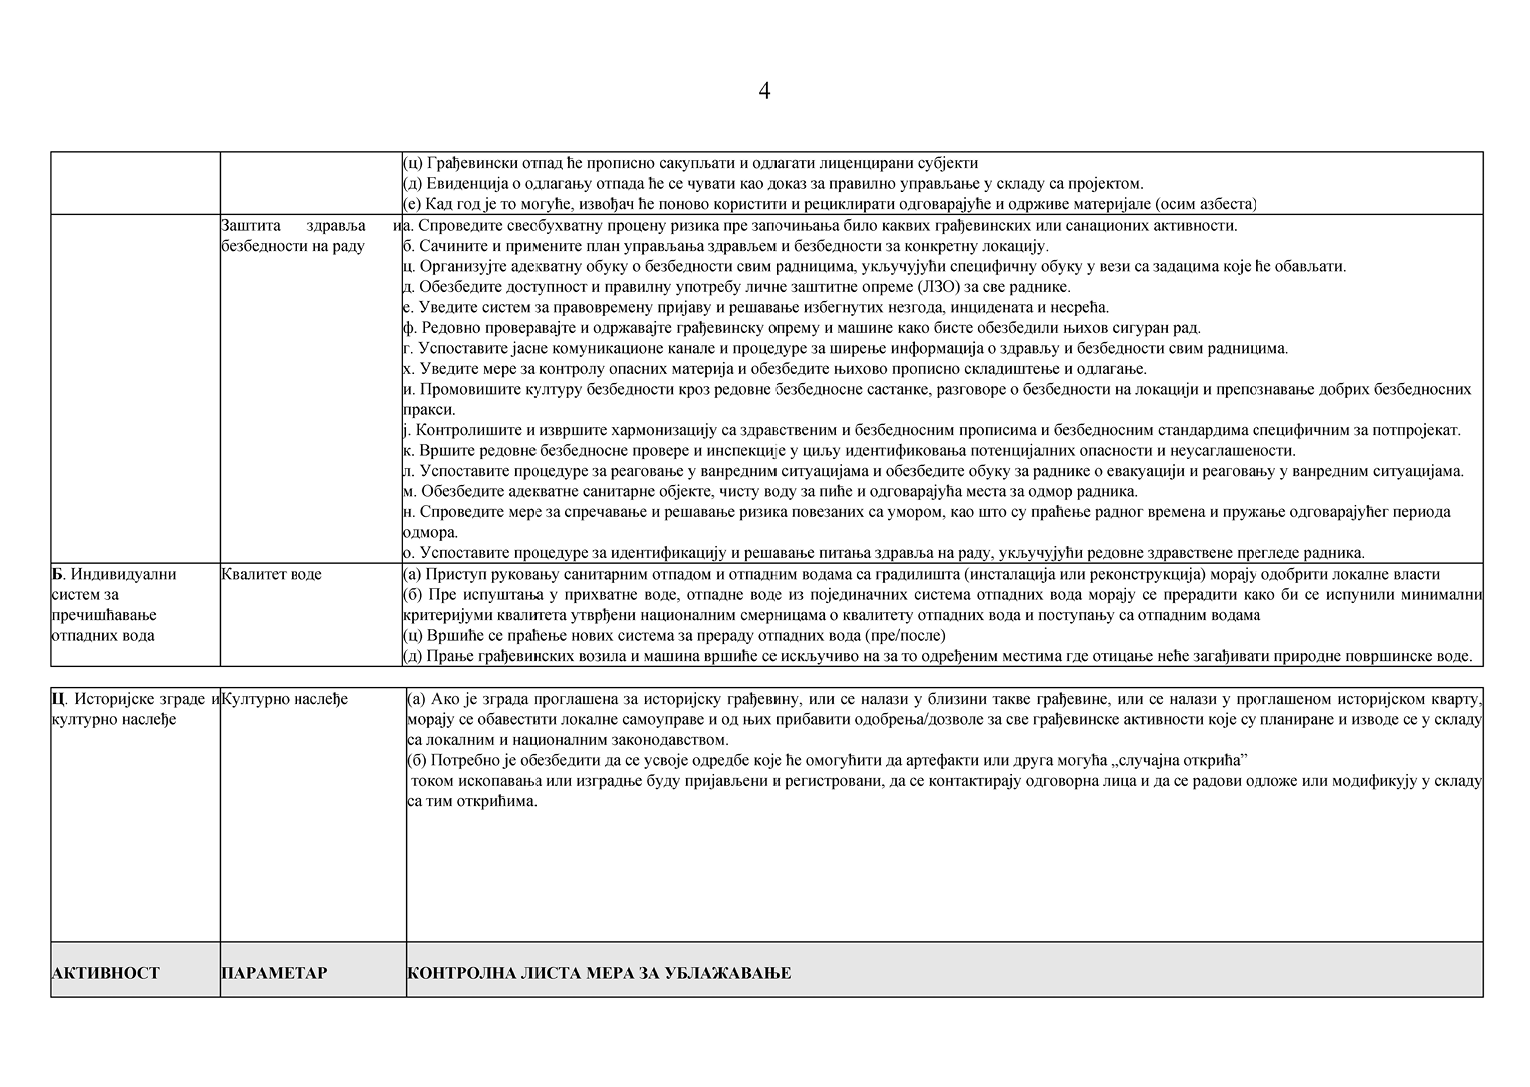 4
(ц) Грађевински отпад ће прописно сакупљати и одлагати лиценцирани субјекти
(д) Евиденција о одлагању отпада ће се чувати као доказ за правилно управљање у складу са пројектом.
(е) Кад год је то могуће, извођач ће поново користити и рециклирати одговарајуће и одрживе материјале (осим азбеста)
Заштита здравља и
безбедности на раду
а. Спроведите свеобухватну процену ризика пре започињања било каквих грађевинских или санационих активности.
б. Сачините и примените план управљања здрављем и безбедности за конкретну локацију.
ц. Организујте адекватну обуку о безбедности свим радницима, укључујући специфичну обуку у вези са задацима које ће обављати.
д. Обезбедите доступност и правилну употребу личне заштитне опреме (ЛЗО) за све раднике.
е. Уведите систем за правовремену пријаву и решавање избегнутих незгода, инцидената и несрећа.
ф. Редовно проверавајте и одржавајте грађевинску опрему и машине како бисте обезбедили њихов сигуран рад.
г. Успоставите јасне комуникационе канале и процедуре за ширење информација о здрављу и безбедности свим радницима.
х. Уведите мере за контролу опасних материја и обезбедите њихово прописно складиштење и одлагање.
и. Промовишите културу безбедности кроз редовне безбедносне састанке, разговоре о безбедности на локацији и препознавање добрих безбедносних
пракси.
ј. Контролишите и извршите хармонизацију са здравственим и безбедносним прописима и безбедносним стандардима специфичним за потпројекат.
к. Вршите редовне безбедносне провере и инспекције у циљу идентификовања потенцијалних опасности и неусаглашености.
л. Успоставите процедуре за реаговање у ванредним ситуацијама и обезбедите обуку за раднике о евакуацији и реаговању у ванредним ситуацијама.
м. Обезбедите адекватне санитарне објекте, чисту воду за пиће и одговарајућа места за одмор радника.
н. Спроведите мере за спречавање и решавање ризика повезаних са умором, као што су праћење радног времена и пружање одговарајућег периода
одмора.
о. Успоставите процедуре за идентификацију и решавање питања здравља на раду, укључујући редовне здравствене прегледе радника.
Б. Индивидуални
систем за
пречишћавање
отпадних вода
Квалитет воде
(а) Приступ руковању санитарним отпадом и отпадним водама са градилишта (инсталација или реконструкција) морају одобрити локалне власти
(б) Пре испуштања у прихватне воде, отпадне воде из појединачних система отпадних вода морају се прерадити како би се испунили минимални
критеријуми квалитета утврђени националним смерницама о квалитету отпадних вода и поступању са отпадним водама
(ц) Вршиће се праћење нових система за прераду отпадних вода (пре/после)
(д) Прање грађевинских возила и машина вршиће се искључиво на за то одређеним местима где отицање неће загађивати природне површинске воде.
Ц. Историјске зграде и
културно наслеђе
Културно наслеђе
(а) Ако је зграда проглашена за историјску грађевину, или се налази у близини такве грађевине, или се налази у проглашеном историјском кварту,
морају се обавестити локалне самоуправе и од њих прибавити одобрења/дозволе за све грађевинске активности које су планиране и изводе се у складу
са локалним и националним законодавством.
(б) Потребно је обезбедити да се усвоје одредбе које ће омогућити да артефакти или друга могућа „случајна открића”
током ископавања или изградње буду пријављени и регистровани, да се контактирају одговорна лица и да се радови одложе или модификују у складу
са тим открићима.
АКТИВНОСТ
ПАРАМЕТАР
КОНТРОЛНА ЛИСТА МЕРА ЗА УБЛАЖАВАЊЕ